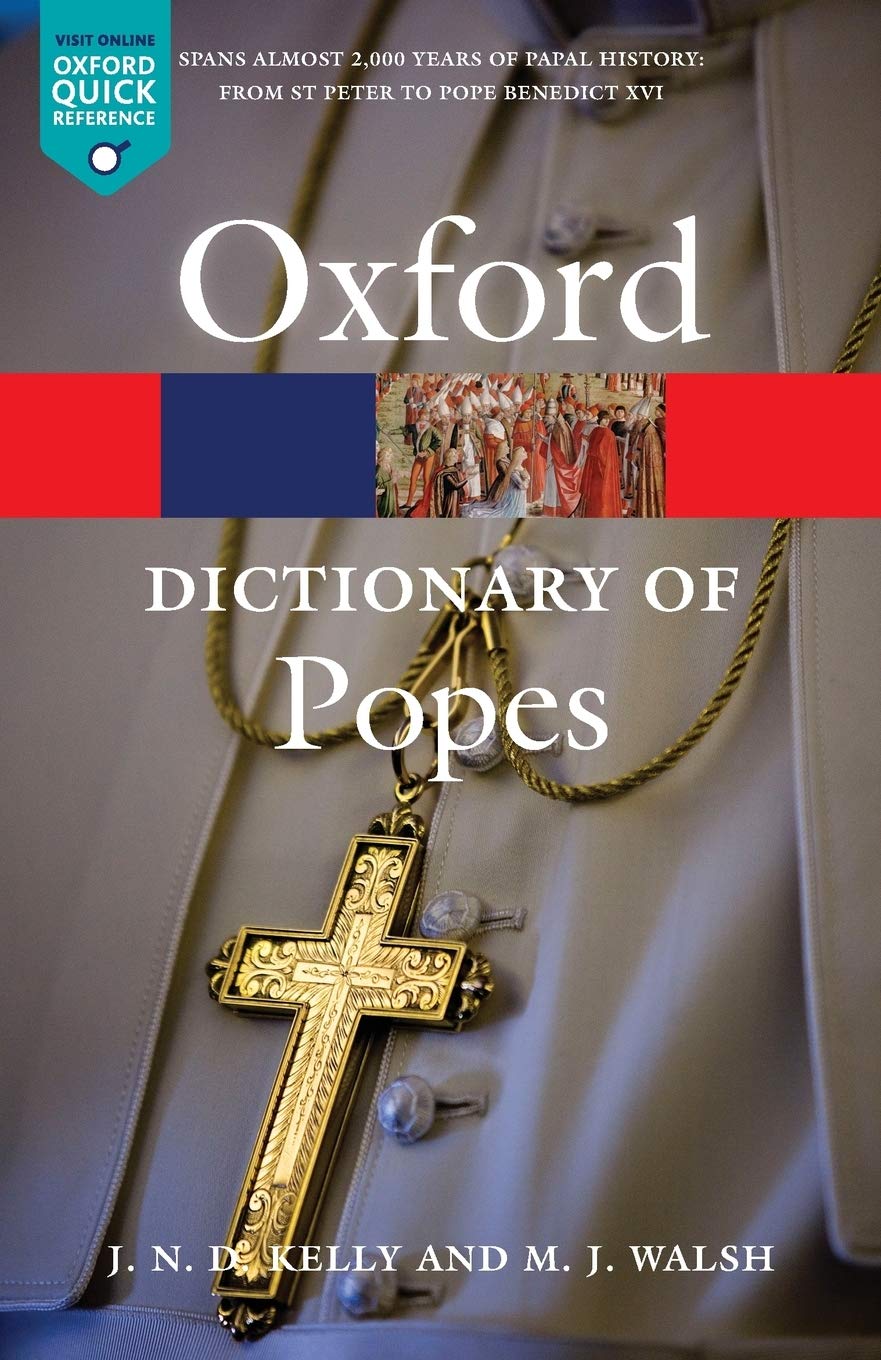 VISIT ONLINE
OXFORD
QUICK
REFERENCE
SPANS ALMOST 2,000 YEARS OF PAPAL HISTORY:
FROM ST PETER TO POPE BENEDICT XVI
Oxford
DICTIONARY OF
Popes
J. N. D. KELLY AND M. J. WALSH